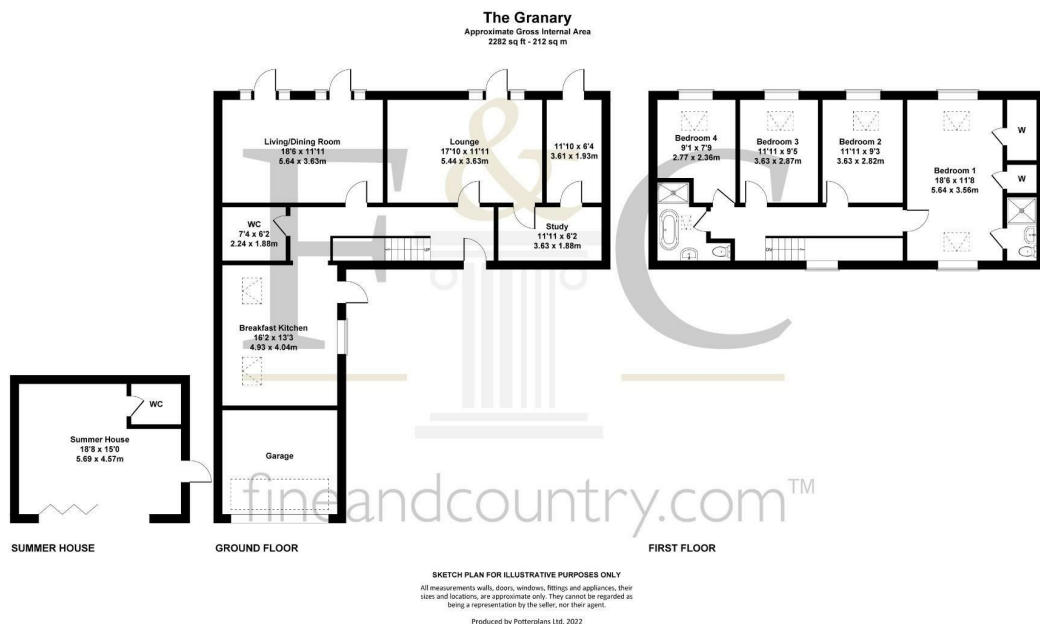 The Granary
Approximate Gross Internal Area
2282 sq ft - 212 sq m
Living/Dining Room
18'6 x 11'11
5.64 x 3.63m
Lounge
17'10 x 11'11
5.44 x 3.63m
11'10 x 6'4
3.61 x 1.93m
WC
7'4 x 6'2
2.24 x 1.88m
UP
Study
11'11 x 6'2
3.63 x 1.88m
Breakfast Kitchen
16'2 x 13'3
4.93 x 4.04m
Garage
Bedroom 4
9'1 x 7'9
2.77 x 2.36m
Bedroom 3
11'11 x 9'5
3.63 x 2.87m
Bedroom 2
11'11 x 9'3
3.63 x 2.82m
Bedroom 1
18'6 x 11'8
5.64 x 3.56m
W
W
DN
WC
Summer House
18'8 x 15'0
5.69 x 4.57m
F & C
fineandcountry.com™
SUMMER HOUSE
GROUND FLOOR
FIRST FLOOR
SKETCH PLAN FOR ILLUSTRATIVE PURPOSES ONLY
All measurements walls, doors, windows, fittings and appliances, their
sizes and locations, are approximate only. They cannot be regarded as
being a representation by the seller, nor their agent.
Produced by Potterplans Ltd. 2022